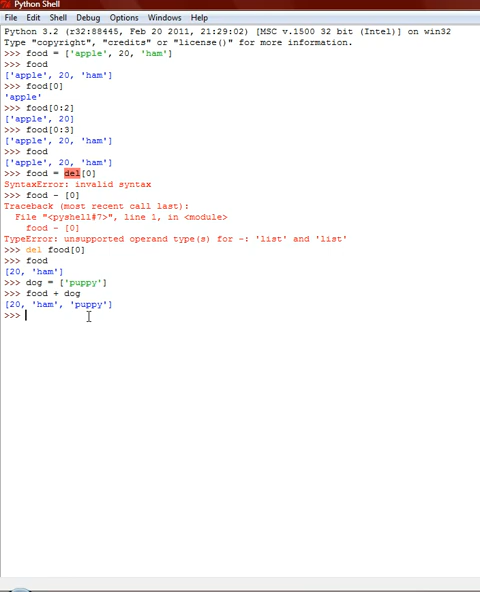 Python Shell
File Edit Shell Debug Options Windows Help
Python 3.2 (r32:88445, Feb 20 2011, 21:29:02) [MSC v.1500 32 bit (Intel)] on win32
Type "copyright", "credits" or "license()" for more information.
>>> food = ['apple', 20, 'ham']
>>> food
['apple', 20, 'ham']
>>> food[0]
'apple'
>>> food[0:2]
['apple', 20]
>>> food[0:3]
['apple', 20, 'ham']
>>> food
['apple', 20, 'ham']
>>> food = del[0]
SyntaxError: invalid syntax
>>> food - [0]
Traceback (most recent call last):
  File "<pyshell#7>", line 1, in <module>
    food - [0]
TypeError: unsupported operand type(s) for -: 'list' and 'list'
>>> del food[0]
>>> food
[20, 'ham']
>>> dog = ['puppy']
>>> food + dog
[20, 'ham', 'puppy']
>>>